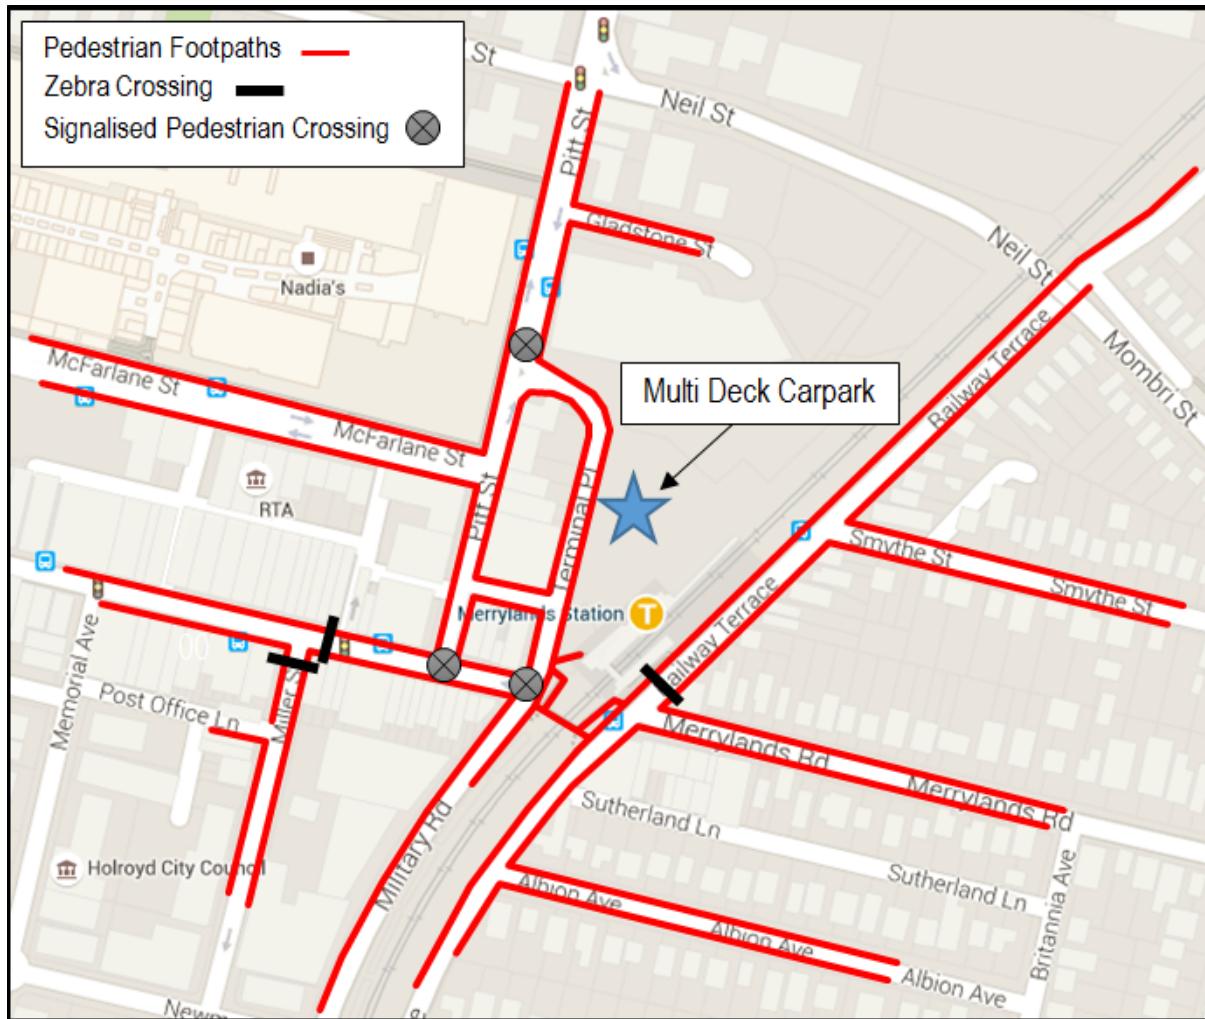 Pedestrian Footpaths
Zebra Crossing
Signalised Pedestrian Crossing
St
Neil St
Pitt St
Gladstone St
Neil St
Nadia's
Mombri St
Railway Terrace
McFarlane St
Multi Deck Carpark
McFarlane St
RTA
Pitt St
Terminal Pl
Smythe St
Smythe St
Merrylands Station
T
Railway Terrace
Memorial Ave
Post Office Ln
Miller St
Merrylands Rd
Merrylands Rd
Sutherland Ln
Military Rd
Holroyd City Council
Sutherland Ln
Britannia Ave
Albion Ave
Albion Ave
Albion Ave